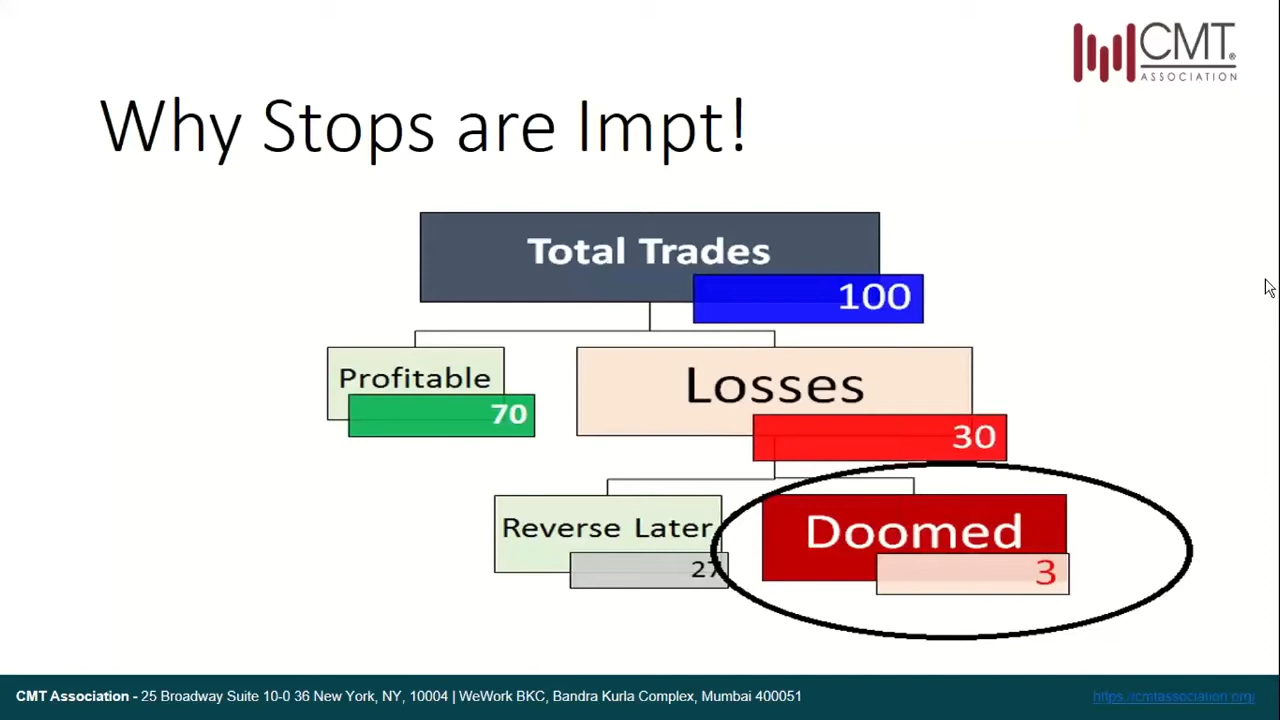 CMT®
ASSOCIATION
Why Stops are Impt!
Total Trades
100
Profitable
70
Losses
30
Reverse Later
27
Doomed
3
CMT Association - 25 Broadway Suite 10-0 36 New York, NY, 10004 | WeWork BKC, Bandra Kurla Complex, Mumbai 400051
https://cmtassociation.org/